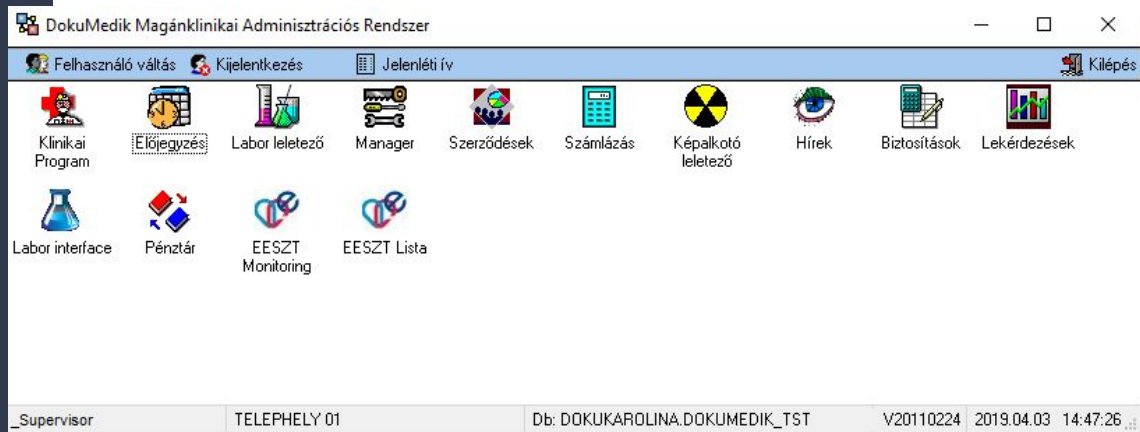 DokuMedik Magánklinikai Adminisztrációs Rendszer
Felhasználó váltás Kijelentkezés Jelenléti ív Kilépés
Klinikai Program Előjegyzés Labor leletező Manager Szerződések Számlázás Képalkotó leletező Hírek Biztosítások Lekérdezések
Labor interface Pénztár EESZT Monitoring EESZT Lista
_Supervisor TELEPHELY 01 Db: DOKUKAROLINA.DOKUMEDIK_TST V20110224 2019.04.03 14:47:26